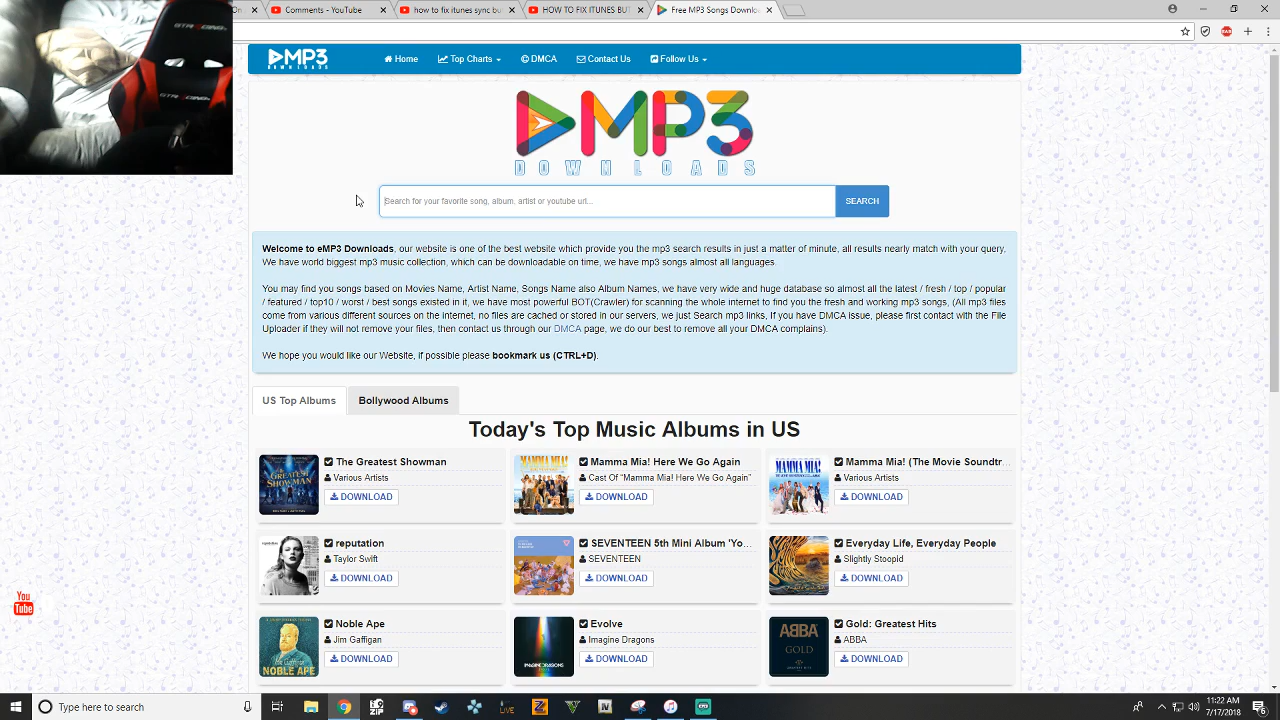 Comments - YouTube
how to fix itunes sync b
HOW TO FIX ITUNES BUT
Free MP3 Songs Downlo
MP3
DOWNLOADS
Home
Top Charts
DMCA
Contact Us
Follow Us
MP3
DOWNLOADS
Search for your favorite song, album, artist or youtube url...
SEARCH
Welcome to eMP3 Downloads, our website is one of the best website which provide you the mp3 search results in just a matter of minute, all results nearly match with your query,
We have world biggest mp3 music collection, which can be downloadable on time, we have mp3 songs almost all languages.
You may find you songs based on Movies Name, Artist Name, Songs Name also Album Names, we have very wide and huge database so almost all the latest / fresh / top / popular
/ featured / top10 / worst / best songs existed in it, we have most powerful BOT(Crawler) for scanning the whole internet to find you the fresh and working mp3 songs, (All mp3 files
come from various different sources on the internet, no files are cached or stored in our servers, we just Search mp3 links, If you have DMCA issue, please first contact with the File
Uploader if they will not remove your files, then contact us through our DMCA page, we do our best to remove all your DMCA complains).
We hope you would like our Website, if possible please bookmark us (CTRL+D).
US Top Albums
Bollywood Albums
Today's Top Music Albums in US
The Greatest Showman
Various Artists
DOWNLOAD
Mamma Mia! Here We Go Again
Cast Of "Mamma Mia! Here We Go Again"
DOWNLOAD
Mamma Mia! (The Movie Soundtr...
Various Artists
DOWNLOAD
reputation
Taylor Swift
DOWNLOAD
SEVENTEEN 5th Mini Album 'Yo...
SEVENTEEN
DOWNLOAD
Everyday Life, Everyday People
Slightly Stoopid
DOWNLOAD
Noble Ape
Jim Gaffigan
DOWNLOAD
Evolve
Imagine Dragons
DOWNLOAD
Gold: Greatest Hits
ABBA
DOWNLOAD
You
Tube
Type here to search
11:22 AM
7/17/2018